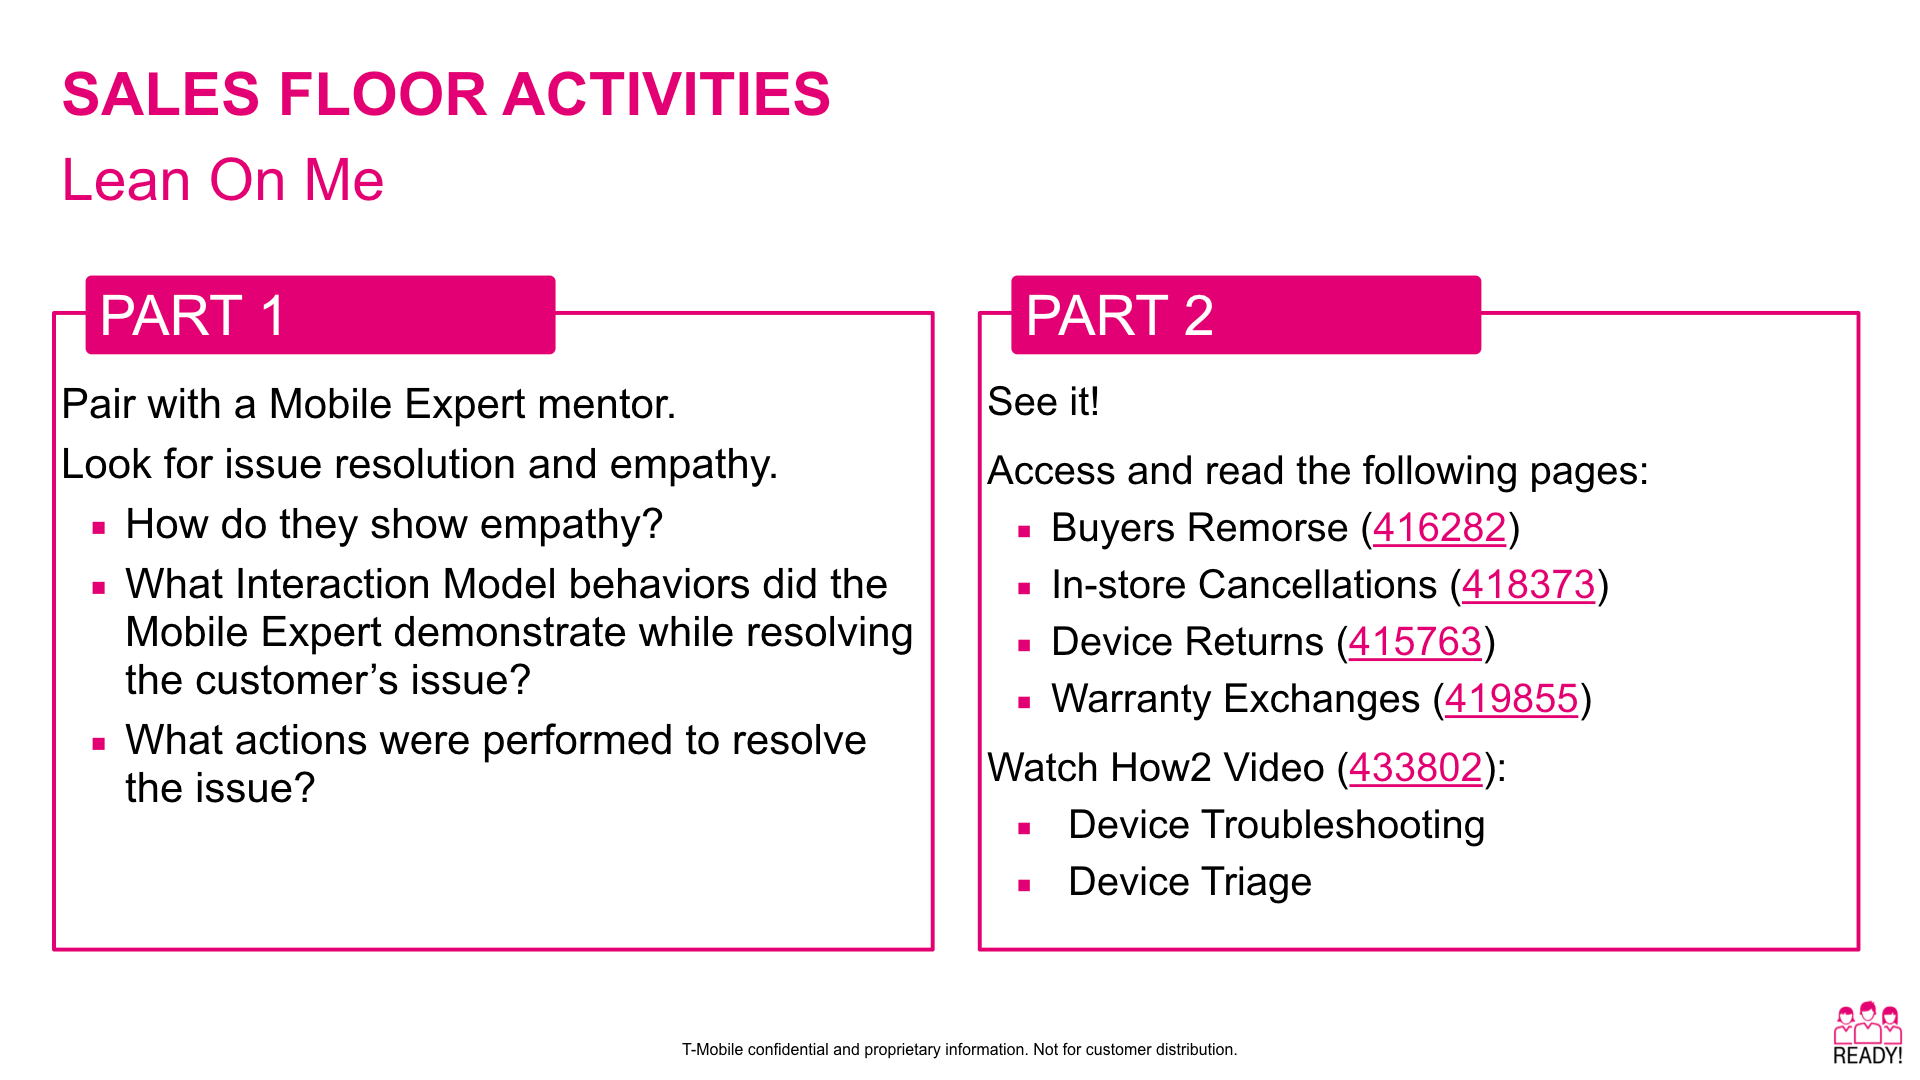 SALES FLOOR ACTIVITIES
Lean On Me
PART 1
Pair with a Mobile Expert mentor.
Look for issue resolution and empathy.
▪ How do they show empathy?
▪ What Interaction Model behaviors did the
Mobile Expert demonstrate while resolving
the customer’s issue?
▪ What actions were performed to resolve
the issue?
PART 2
See it!
Access and read the following pages:
▪ Buyers Remorse (416282)
▪ In-store Cancellations (418373)
▪ Device Returns (415763)
▪ Warranty Exchanges (419855)
Watch How2 Video (433802):
▪ Device Troubleshooting
▪ Device Triage
T-Mobile confidential and proprietary information. Not for customer distribution.
READY!